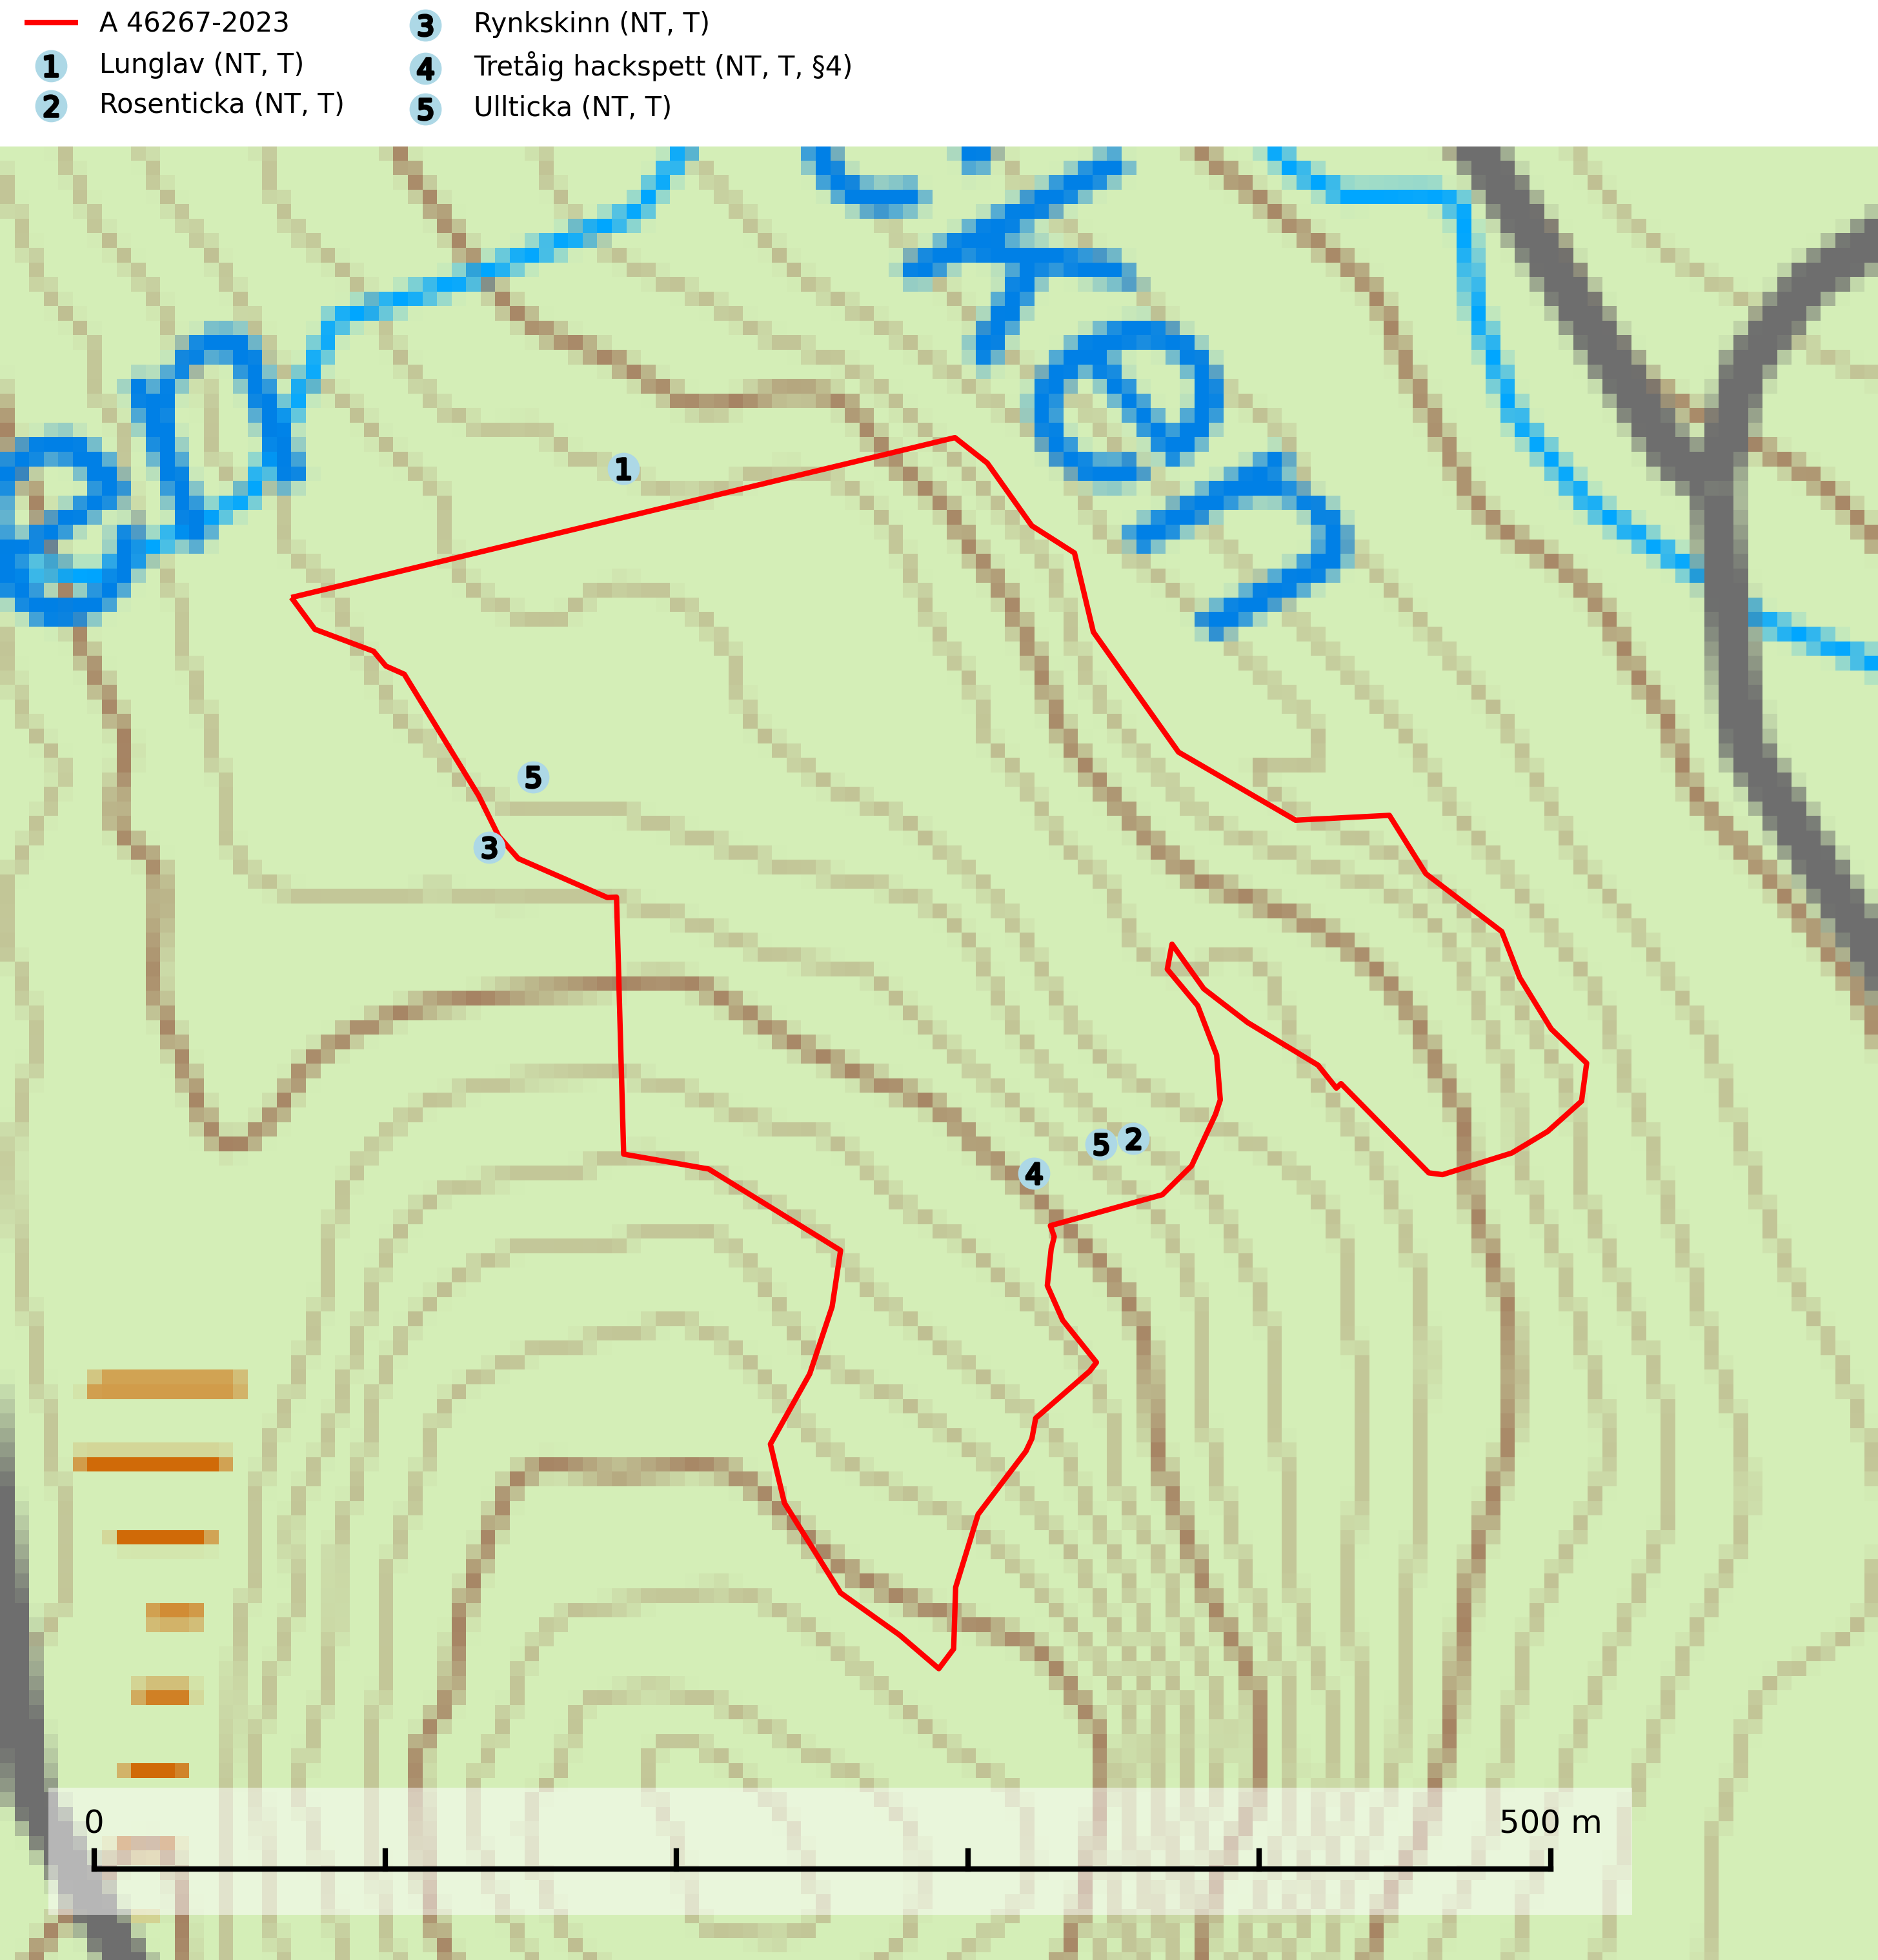 A 46267-2023
1 Lunglav (NT, T)
2 Rosenticka (NT, T)
3 Rynkskinn (NT, T)
4 Tretåig hackspett (NT, T, §4)
5 Ullticka (NT, T)
1
5
3
5 2
4
0 500 m